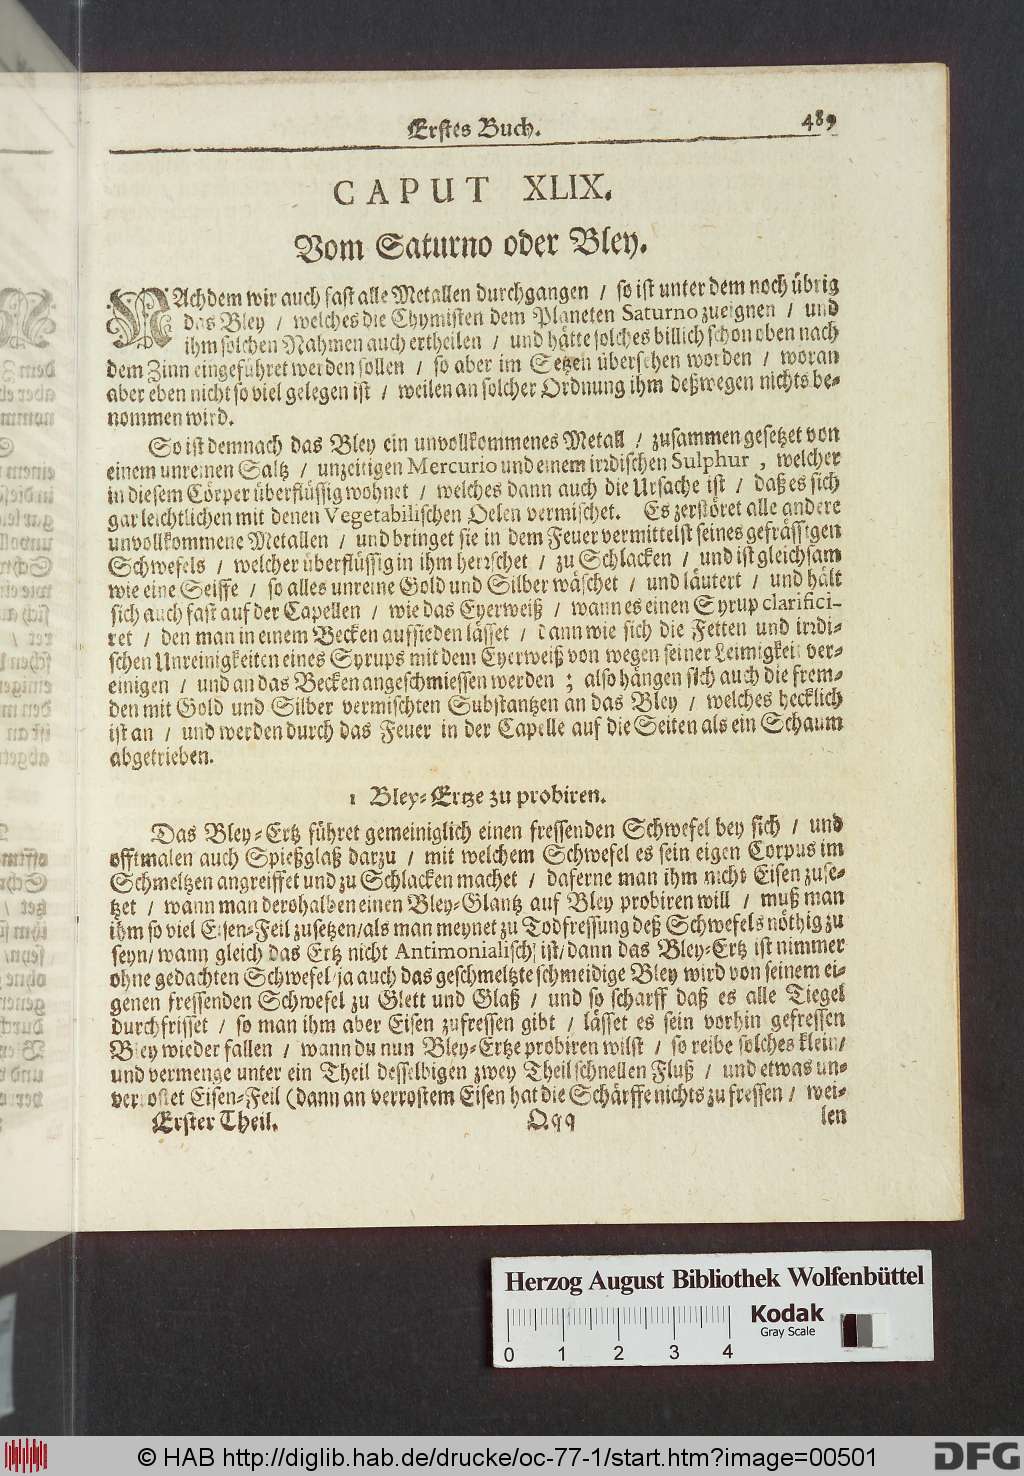 Erstes Buch. 489
CAPUT XLIX.
Vom Saturno oder Bley.
NAchdem wir auch fast alle Metallen durchgangen / so ist unter dem noch übrig
das Bley / welches die Chymisten dem Planeten Saturno zueignen / und
ihm solchen Nahmen auch ertheilen / und hätte solches billich schon oben nach
dem Zinn eingeführet werden sollen / so aber im Setzen übersehen worden / woran
aber eben nicht so viel gelegen ist / weilen an solcher Ordnung ihm deßwegen nichts be-
nommen wird.
So ist demnach das Bley ein unvollkommenes Metall / zusammen gesetzet von
einem unreinen Saltz / unzeitigen Mercurio und einem irrdischen Sulphur , welcher
in diesem Cörper überflüssig wohnet / welches dann auch die Ursache ist / daß es sich
gar leichtlichen mit denen Vegetabilischen Oelen vermischet. Es zerstöret alle andere
unvollkommene Metallen / und bringet sie in dem Feuer vermittelst seines gefrässigen
Schwefels / welcher überflüssig in ihm herrschet / zu Schlacken / und ist gleichsam
wie eine Seiffe / so alles unreine Gold und Silber wäschet / und läutert / und hält
sich auch fast auf der Capellen / wie das Eyerweiß / wann es einen Syrup clarifici-
ret / den man in einem Becken aufsieden lässet / dann wie sich die Fetten und irrdi-
schen Unreinigkeiten eines Syrups mit dem Eyerweiß von wegen seiner Leimigkeit ver-
einigen / und an das Becken angeschmiessen werden ; also hängen sich auch die frem-
den mit Gold und Silber vermischten Substantzen an das Bley / welches hecklich
ist an / und werden durch das Feuer in der Capelle auf die Seiten als ein Schaum
abgetrieben.
1 Bley-Ertze zu probiren.
Das Bley-Ertz führet gemeiniglich einen fressenden Schwefel bey sich / und
offtmalen auch Spießglaß darzu / mit welchem Schwefel es sein eigen Corpus im
Schmeltzen angreiffet und zu Schlacken machet / daferne man ihm nicht Eisen zuse-
tzet / wann man derohalben einen Bley-Glantz auf Bley probiren will / muß man
ihm so viel Eisen-Feil zusetzen/als man meynet zu Todfressung deß Schwefels nöthig zu
seyn/ wann gleich das Ertz nicht Antimonialisch ist/ dann das Bley-Ertz ist nimmer
ohne gedachten Schwefel/ja auch das geschmeltzte schmeidige Bley wird von seinem ei-
genen fressenden Schwefel zu Glett und Glaß / und so scharff daß es alle Tiegel
durchfrisset / so man ihm aber Eisen zufressen gibt / lässet es sein vorhin gefressen
Bley wieder fallen / wann du nun Bley-Ertze probiren wilst / so reibe solches klein/
und vermenge unter ein Theil desselbigen zwey Theil schnellen Fluß / und etwas un-
verrostet Eisen-Feil (dann an verrostem Eisen hat die Schärffe nichts zu fressen / wei-
Erster Theil. Qqq len
Herzog August Bibliothek Wolfenbüttel
Kodak
Gray Scale
0 1 2 3 4
© HAB http://diglib.hab.de/drucke/oc-77-1/start.htm?image=00501
DFG